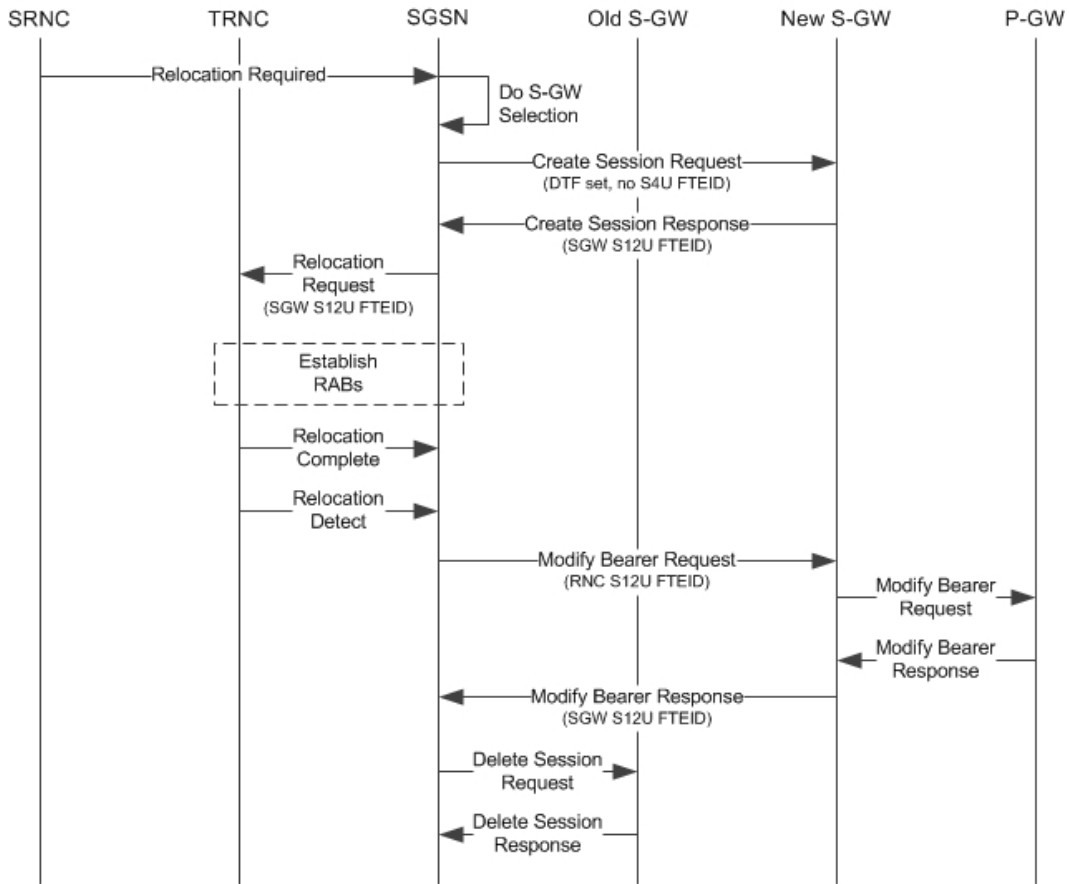 SRNC TRNC SGSN Old S-GW New S-GW P-GW
Relocation Required
Do S-GW
Selection
Create Session Request
(DTF set, no S4U FTEID)
Create Session Response
(SGW S12U FTEID)
Relocation
Request
(SGW S12U FTEID)
Establish
RABs
Relocation
Complete
Relocation
Detect
Modify Bearer Request
(RNC S12U FTEID)
Modify Bearer
Request
Modify Bearer
Response
Modify Bearer Response
(SGW S12U FTEID)
Delete Session
Request
Delete Session
Response